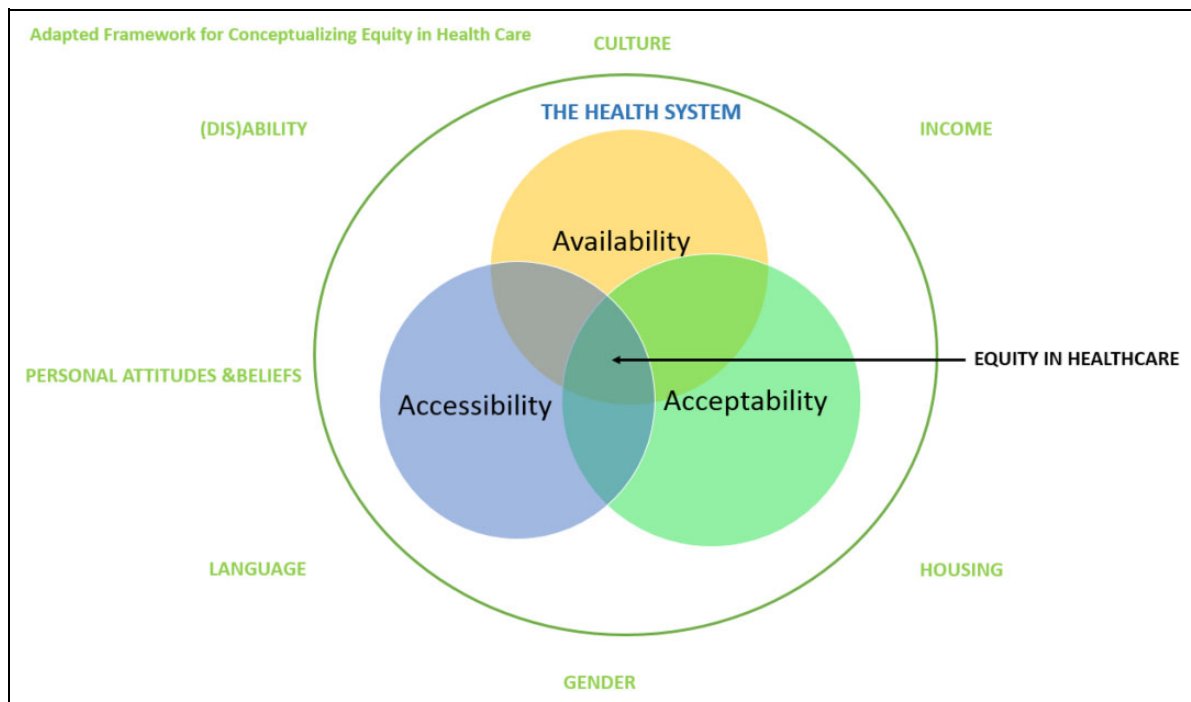 Adapted Framework for Conceptualizing Equity in Health Care
CULTURE
(DIS)ABILITY
THE HEALTH SYSTEM
INCOME
Availability
EQUITY IN HEALTHCARE
PERSONAL ATTITUDES &BELIEFS
Accessibility
Acceptability
LANGUAGE
HOUSING
GENDER